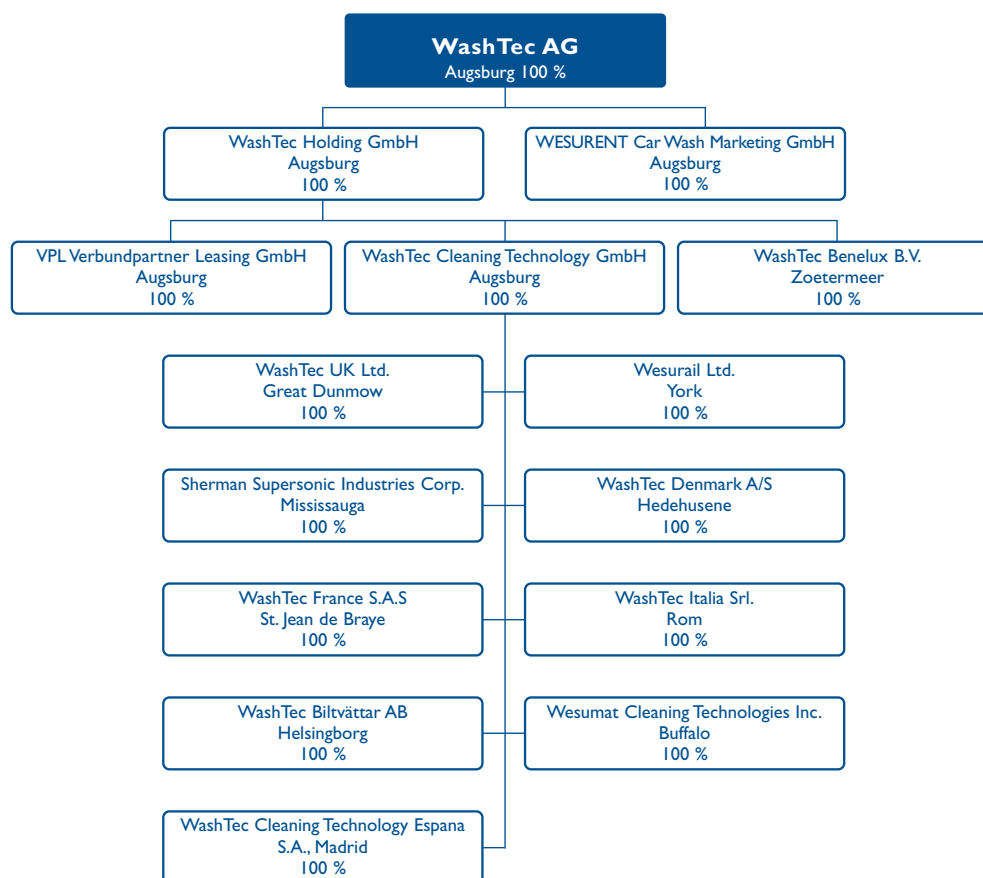 WashTec AG
Augsburg 100 %
WashTec Holding GmbH
Augsburg
100 %
WESURENT Car Wash Marketing GmbH
Augsburg
100 %
VPL Verbundpartner Leasing GmbH
Augsburg
100 %
WashTec Cleaning Technology GmbH
Augsburg
100 %
WashTec Benelux B.V.
Zoetermeer
100 %
WashTec UK Ltd.
Great Dunmow
100 %
Wesurail Ltd.
York
100 %
Sherman Supersonic Industries Corp.
Mississauga
100 %
WashTec Denmark A/S
Hedehusene
100 %
WashTec France S.A.S
St. Jean de Braye
100 %
WashTec Italia Srl.
Rom
100 %
WashTec Biltvättar AB
Helsingborg
100 %
Wesumat Cleaning Technologies Inc.
Buffalo
100 %
WashTec Cleaning Technology Espana
S.A., Madrid
100 %